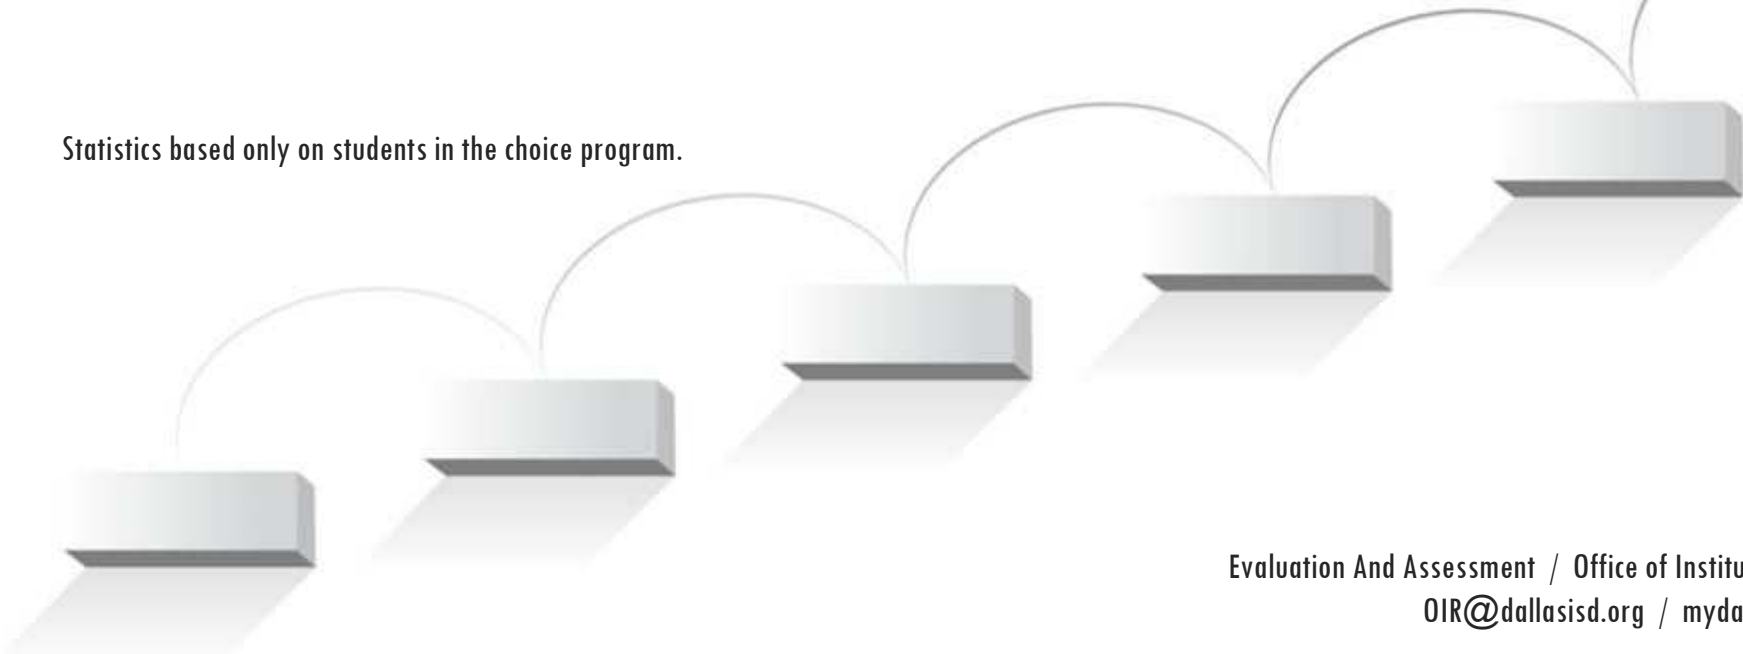 Statistics based only on students in the choice program.
Evaluation And Assessment / Office of
OIR@dallasisd.org /